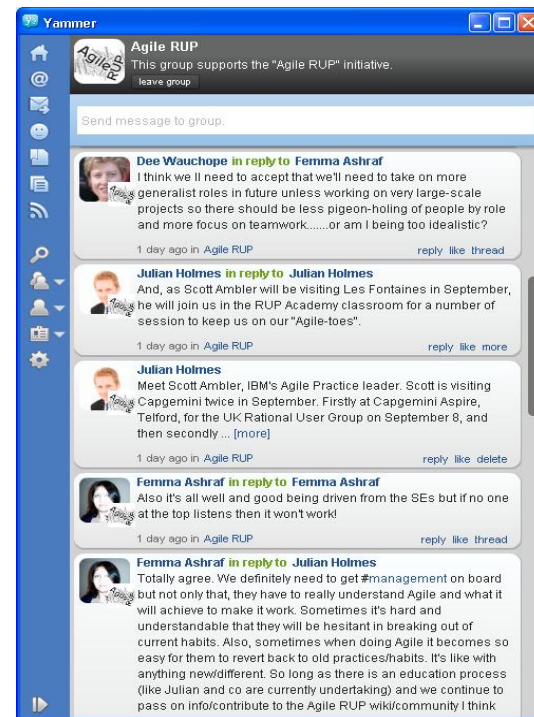 Yammer
Agile RUP
Agile RUP
This group supports the "Agile RUP" initiative.
leave group
Send message to group.
Dee Wauchope in reply to Femma Ashraf
I think we ll need to accept that we'll need to take on more
generalist roles in future unless working on very large-scale
projects so there should be less pigeon-holing of people by role
and more focus on teamwork.......or am I being too idealistic?
1 day ago in Agile RUP
reply like thread
Julian Holmes in reply to Julian Holmes
And, as Scott Ambler will be visiting Les Fontaines in September,
he will join us in the RUP Academy classroom for a number of
session to keep us on our "Agile-toes".
1 day ago in Agile RUP
reply like more
Julian Holmes
Meet Scott Ambler, IBM's Agile Practice leader. Scott is visiting
Capgemini twice in September. Firstly at Capgemini Aspire,
Telford, for the UK Rational User Group on September 8, and
then secondly ... [more]
1 day ago in Agile RUP
reply like delete
Femma Ashraf in reply to Femma Ashraf
Also it's all well and good being driven from the SEs but if no one
at the top listens then it won't work!
1 day ago in Agile RUP
reply like thread
Femma Ashraf in reply to Julian Holmes
Totally agree. We definitely need to get #management on board
but not only that, they have to really understand Agile and what it
will achieve to make it work. Sometimes it's hard and
understandable that they will be hesitant in breaking out of
current habits. Also, sometimes when doing Agile it becomes so
easy for them to revert back to old practices/habits. It's like with
anything new/different. So long as there is an education process
(like Julian and co are currently undertaking) and we continue to
pass on info/contribute to the Agile RUP wiki/community I think